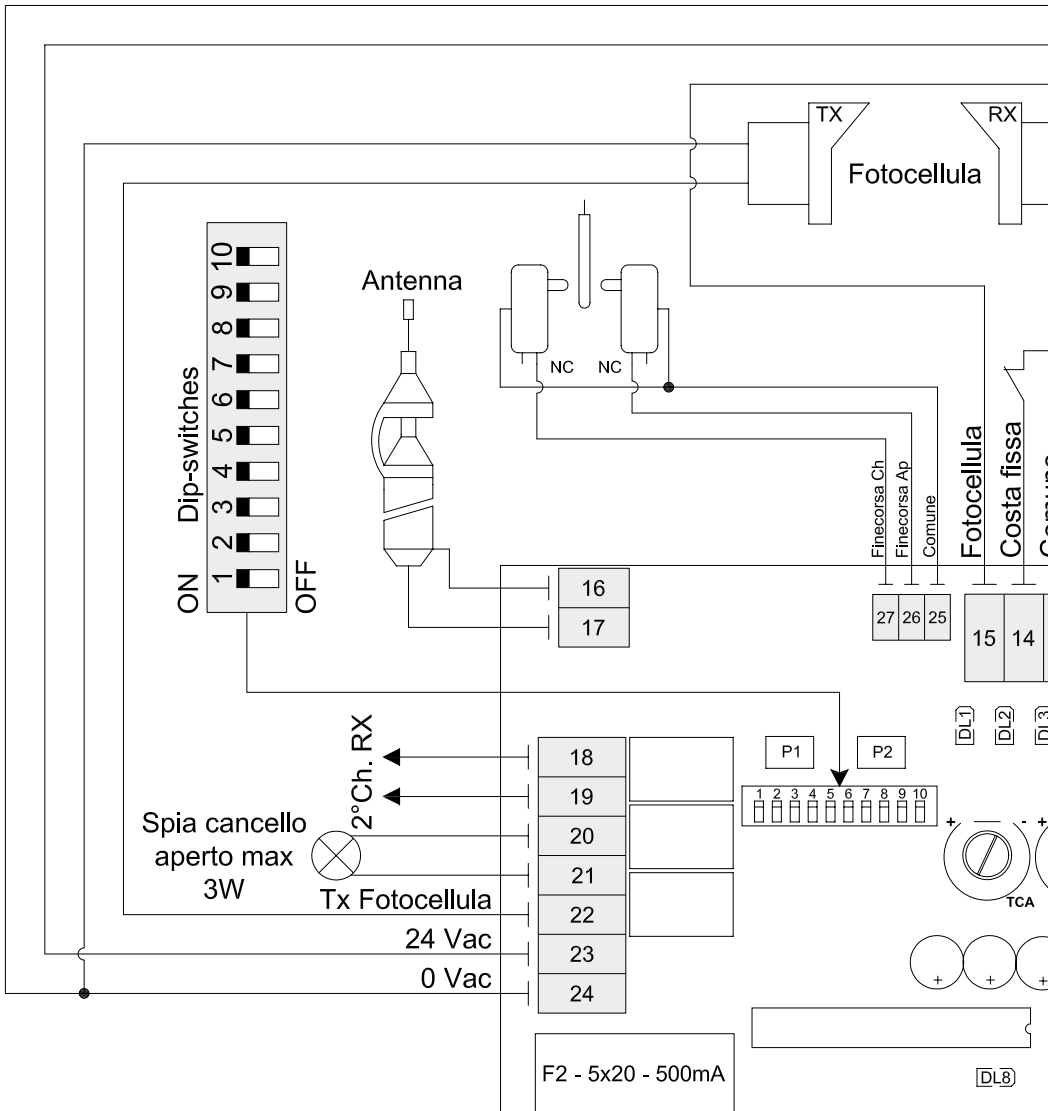 TX
RX
Fotocellula
Antenna
NC
NC
Dip-switches
10
9
8
7
6
5
4
3
2
1
ON
OFF
Finecorsa Ch
Finecorsa Ap
Comune
Fotocellula
Costa fissa
16
17
27
26
25
15
14
DL1
DL2
DL3
2°Ch. RX
18
19
20
21
22
23
24
P1
P2
1 2 3 4 5 6 7 8 9 10
+ -
+
TCA
Spia cancello
aperto max
3W
Tx Fotocellula
24 Vac
0 Vac
+
+
+
F2 - 5x20 - 500mA
DL8